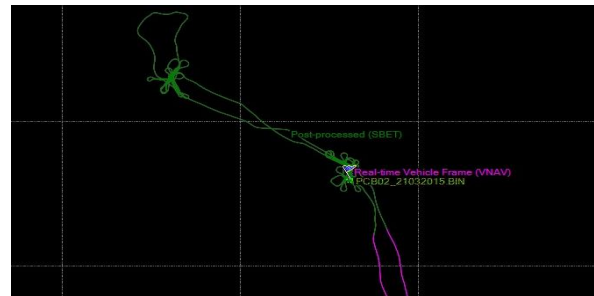 Post-processed (SBET)
Real-time Vehicle Frame (VNAV)
PCB02_21032015.BIN